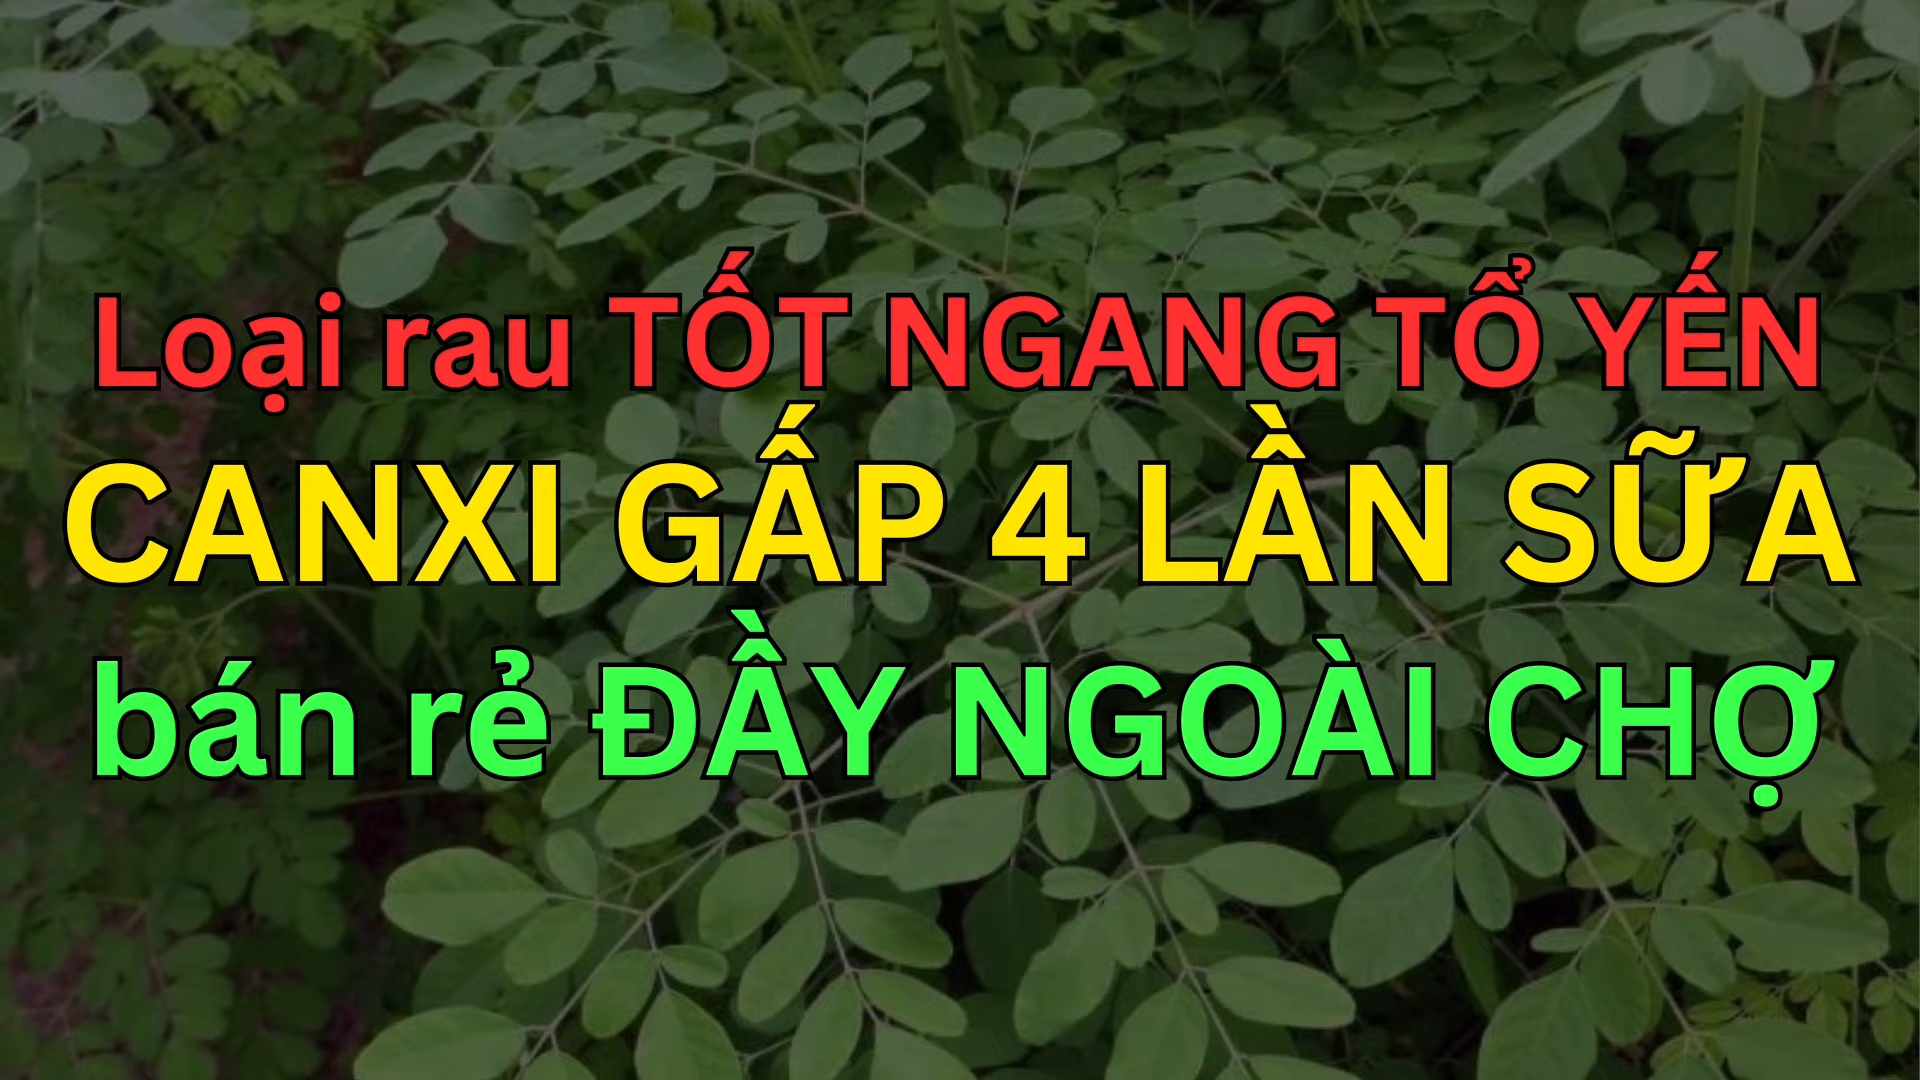 Loại rau TỐT NGANG TỔ YẾN
CANXI GẤP 4 LẦN SỮA
bán rẻ ĐẦY NGOÀI CHỢ